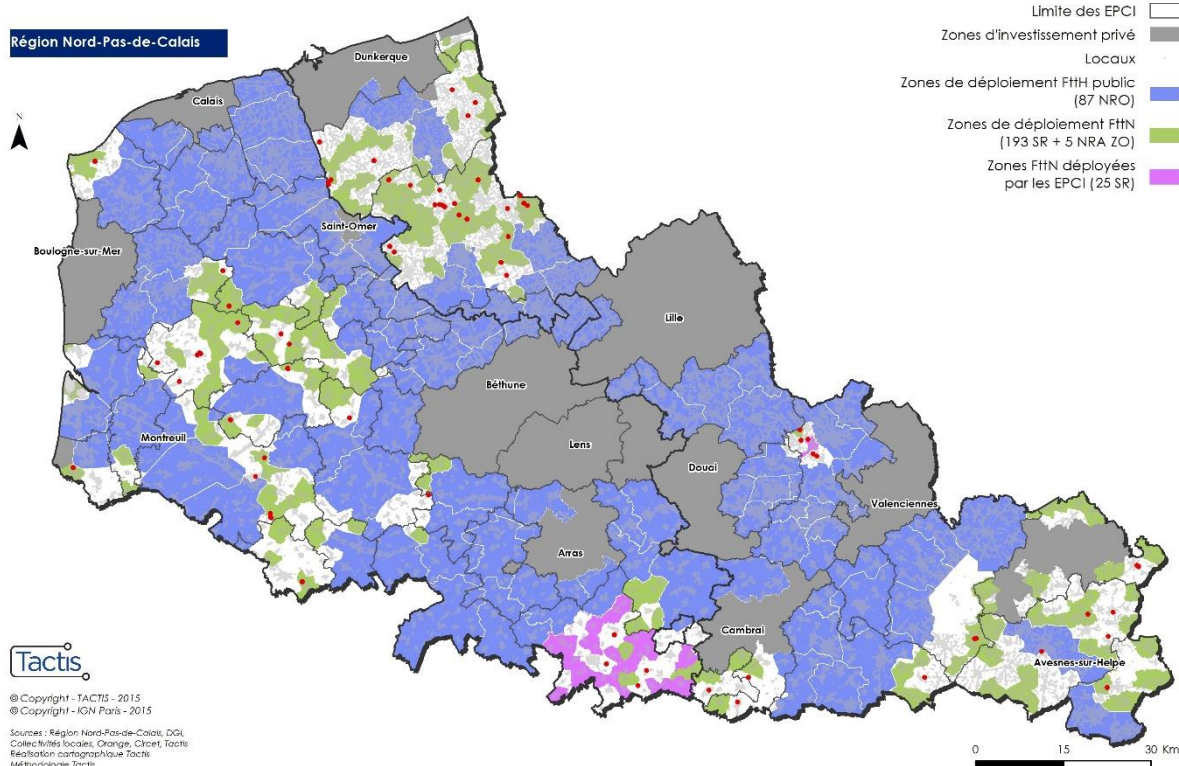 Région Nord-Pas-de-Calais
Limite des EPCI
Zones d'investissement privé
Locaux
Zones de déploiement FttH public
(87 NRO)
Zones de déploiement FttN
(193 SR + 5 NRA ZO)
Zones FttN déployées
par les EPCI (25 SR)
N
Dunkerque
Calais
Saint-Omer
Boulogne-sur-Mer
Lille
Béthune
Lens
Montreuil
Douai
Valenciennes
Arras
Cambrai
Avesnes-sur-Helpe
Tactis
© Copyright - TACTIS - 2015
© Copyright - IGN Paris - 2015
Sources : Région Nord-Pas-de-Calais, DGI,
Collectivités locales, Orange, Circet, Tactis
Réalisation cartographique Tactis
Méthodologie Tactis
0 15 30 Km